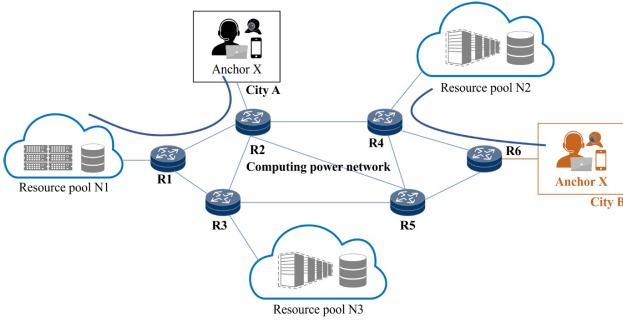 Anchor X
City A
Resource pool N2
R2
R4
Resource pool N1
R1
Computing power network
R6
Anchor X
City B
R3
R5
Resource pool N3